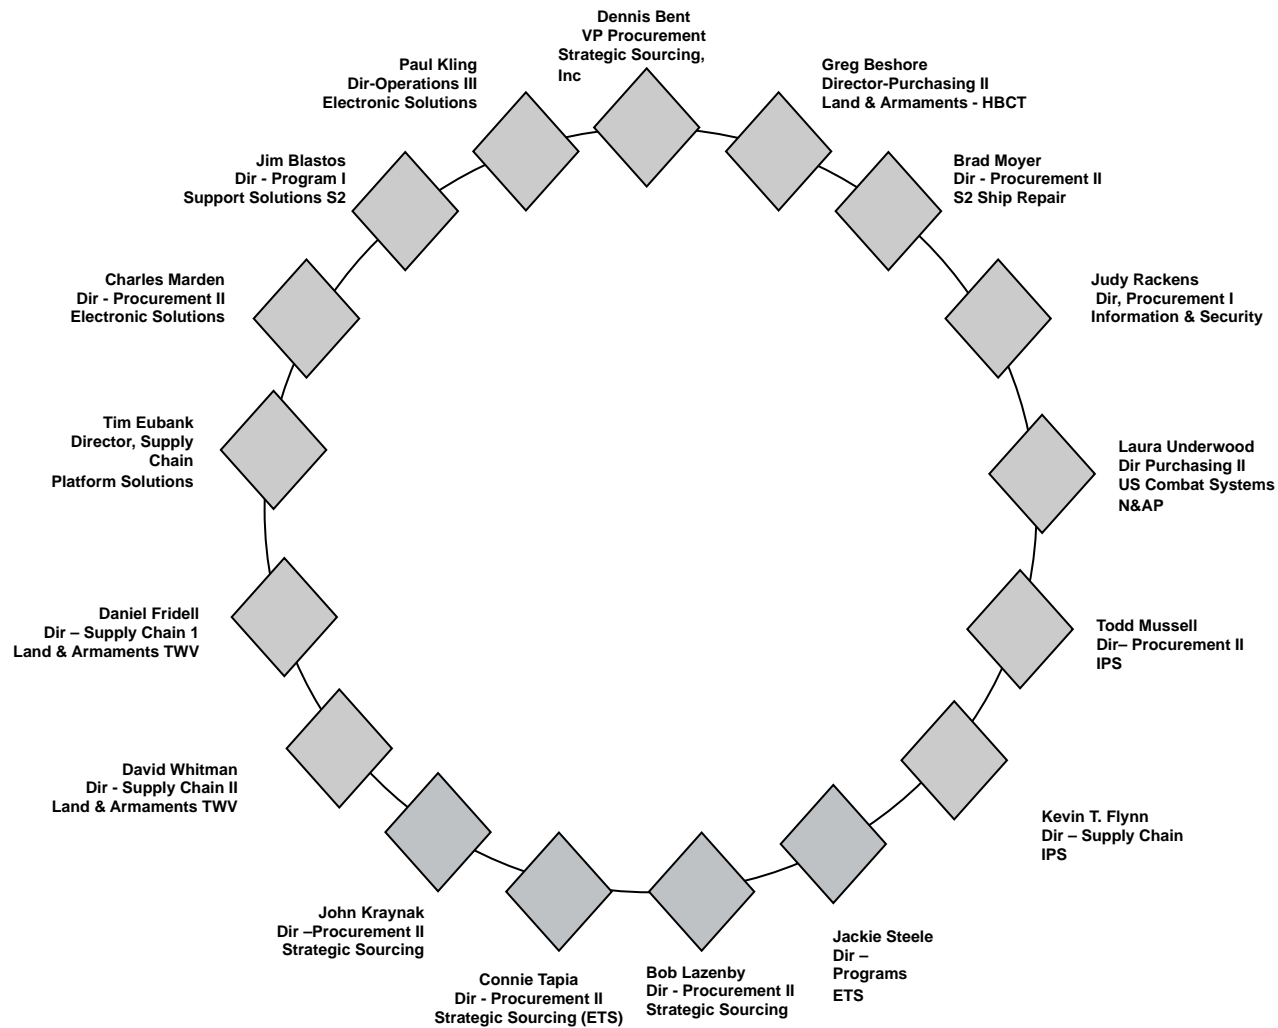 Dennis Bent
VP Procurement
Strategic Sourcing,
Inc
Greg Beshore
Director-Purchasing II
Land & Armaments - HBCT
Brad Moyer
Dir - Procurement II
S2 Ship Repair
Judy Rackens
Dir, Procurement I
Information & Security
Laura Underwood
Dir Purchasing II
US Combat Systems
N&AP
Todd Mussell
Dir– Procurement II
IPS
Kevin T. Flynn
Dir – Supply Chain
IPS
Jackie Steele
Dir –
Programs
ETS
Bob Lazenby
Dir - Procurement II
Strategic Sourcing
Connie Tapia
Dir - Procurement II
Strategic Sourcing (ETS)
John Kraynak
Dir –Procurement II
Strategic Sourcing
David Whitman
Dir - Supply Chain II
Land & Armaments TWV
Daniel Fridell
Dir – Supply Chain 1
Land & Armaments TWV
Tim Eubank
Director, Supply
Chain
Platform Solutions
Charles Marden
Dir - Procurement II
Electronic Solutions
Jim Blastos
Dir - Program I
Support Solutions S2
Paul Kling
Dir-Operations III
Electronic Solutions